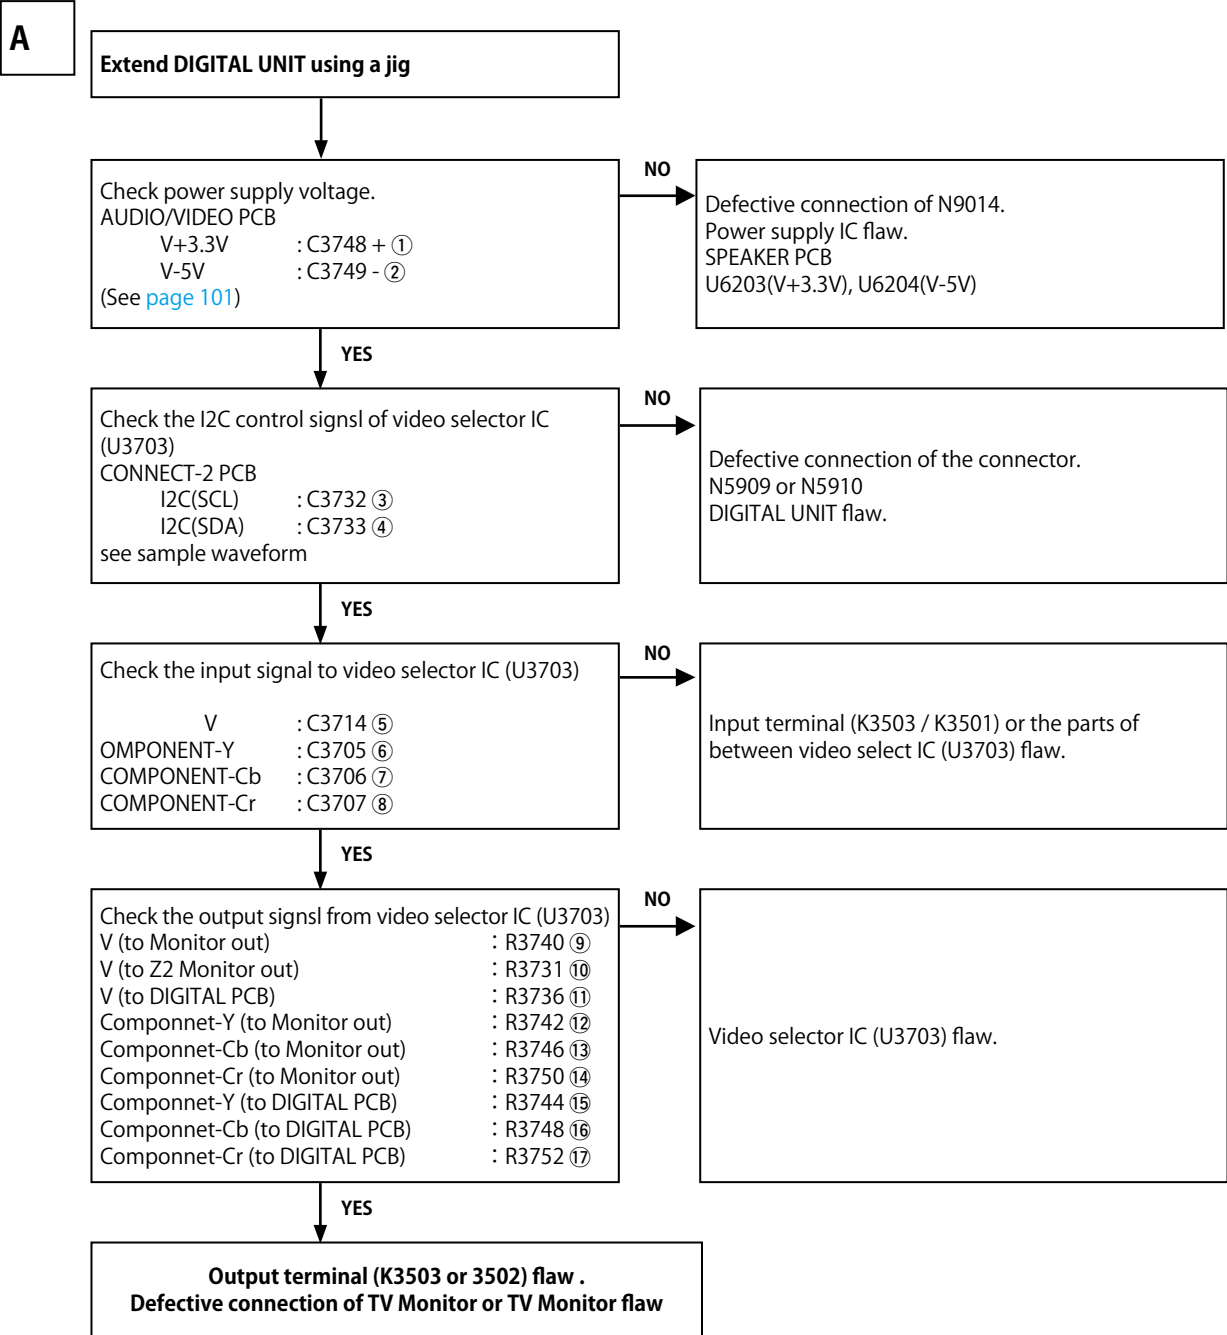 A
Extend DIGITAL UNIT using a jig
Check power supply voltage.
AUDIO/VIDEO PCB
V+3.3V : C3748 + ①
V-5V : C3749 - ②
(See page 101)
NO
Defective connection of N9014.
Power supply IC flaw.
SPEAKER PCB
U6203(V+3.3V), U6204(V-5V)
YES
Check the I2C control signsl of video selector IC
(U3703)
CONNECT-2 PCB
I2C(SCL) : C3732 ③
I2C(SDA) : C3733 ④
see sample waveform
NO
Defective connection of the connector.
N5909 or N5910
DIGITAL UNIT flaw.
YES
Check the input signal to video selector IC (U3703)
V : C3714 ⑤
OMPONENT-Y : C3705 ⑥
COMPONENT-Cb : C3706 ⑦
COMPONENT-Cr : C3707 ⑧
NO
Input terminal (K3503 / K3501) or the parts of
between video select IC (U3703) flaw.
YES
Check the output signsl from video selector IC (U3703)
V (to Monitor out) : R3740 ⑨
V (to Z2 Monitor out) : R3731 ⑩
V (to DIGITAL PCB) : R3736 ⑪
Componnet-Y (to Monitor out) : R3742 ⑫
Componnet-Cb (to Monitor out) : R3746 ⑬
Componnet-Cr (to Monitor out) : R3750 ⑭
Componnet-Y (to DIGITAL PCB) : R3744 ⑮
Componnet-Cb (to DIGITAL PCB) : R3748 ⑯
Componnet-Cr (to DIGITAL PCB) : R3752 ⑰
NO
Video selector IC (U3703) flaw.
YES
Output terminal (K3503 or 3502) flaw .
Defective connection of TV Monitor or TV Monitor flaw